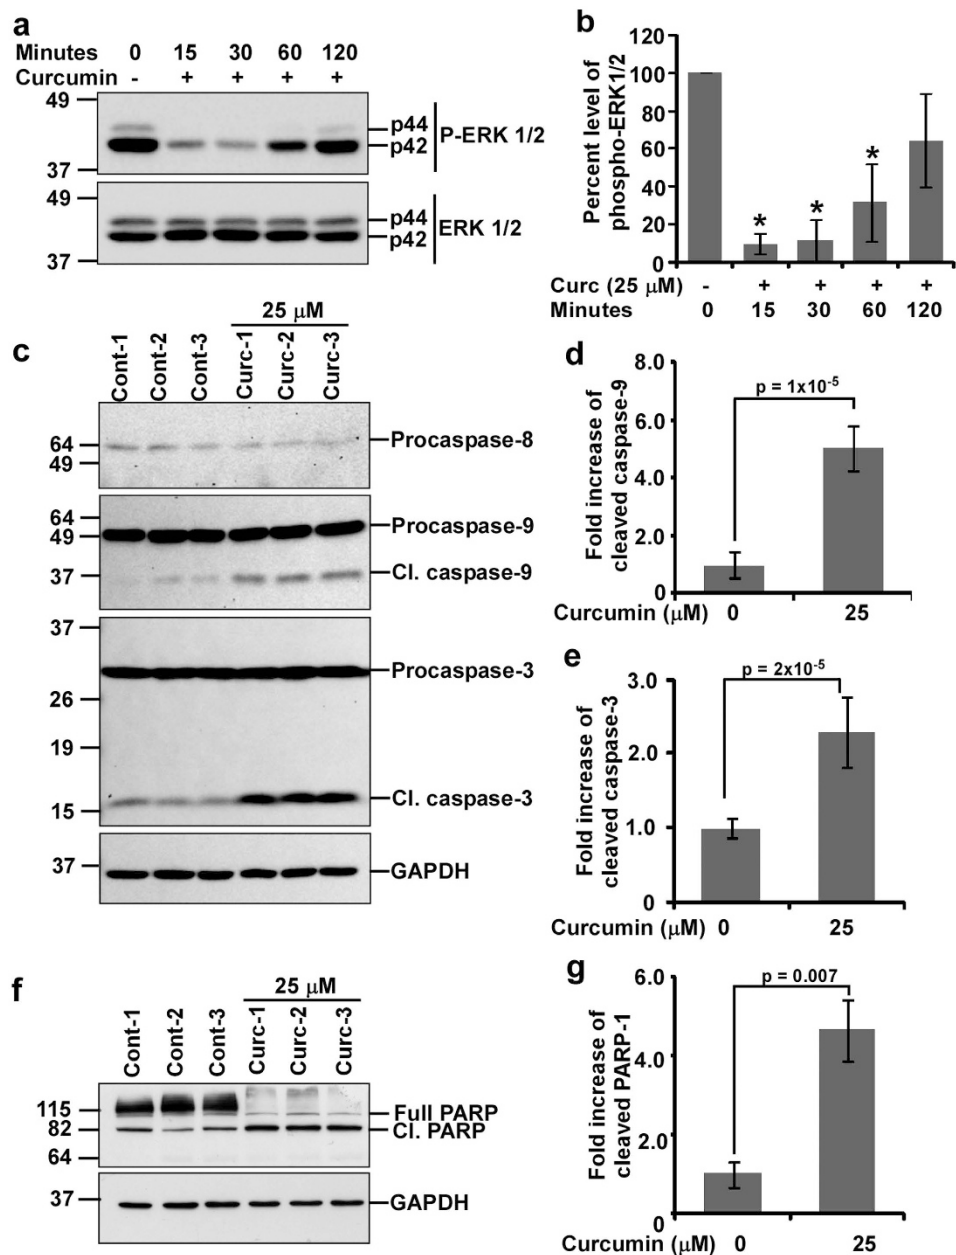 a
Minutes 0 15 30 60 120
Curcumin - + + + +
49
37
p44
p42
P-ERK 1/2
49
37
p44
p42
ERK 1/2
b
Percent level of
phospho-ERK1/2
120
100
80
60
40
20
0
* * *
Curc (25 μM) - + + + +
Minutes 0 15 30 60 120
c
25 μM
Cont-1 Cont-2 Cont-3 Curc-1 Curc-2 Curc-3
64
49
Procaspase-8
64
49
37
Procaspase-9
Cl. caspase-9
37
26
19
15
Procaspase-3
Cl. caspase-3
37
GAPDH
d
Fold increase of
cleaved caspase-9
8.0
6.0
4.0
2.0
0
p = 1x10⁻⁵
Curcumin (μM) 0 25
e
Fold increase of
cleaved caspase-3
3.0
2.0
1.0
0
p = 2x10⁻⁵
Curcumin (μM) 0 25
f
25 μM
Cont-1 Cont-2 Cont-3 Curc-1 Curc-2 Curc-3
115
82
64
Full PARP
Cl. PARP
37
GAPDH
g
Fold increase of
cleaved PARP-1
6.0
4.0
2.0
0
p = 0.007
Curcumin (μM) 0 25